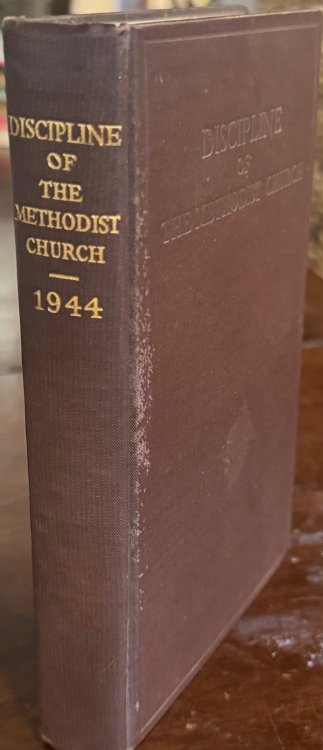 DISCIPLINE
OF
THE
METHODIST
CHURCH
1944
DISCIPLINE
OF
THE METHODIST CHURCH